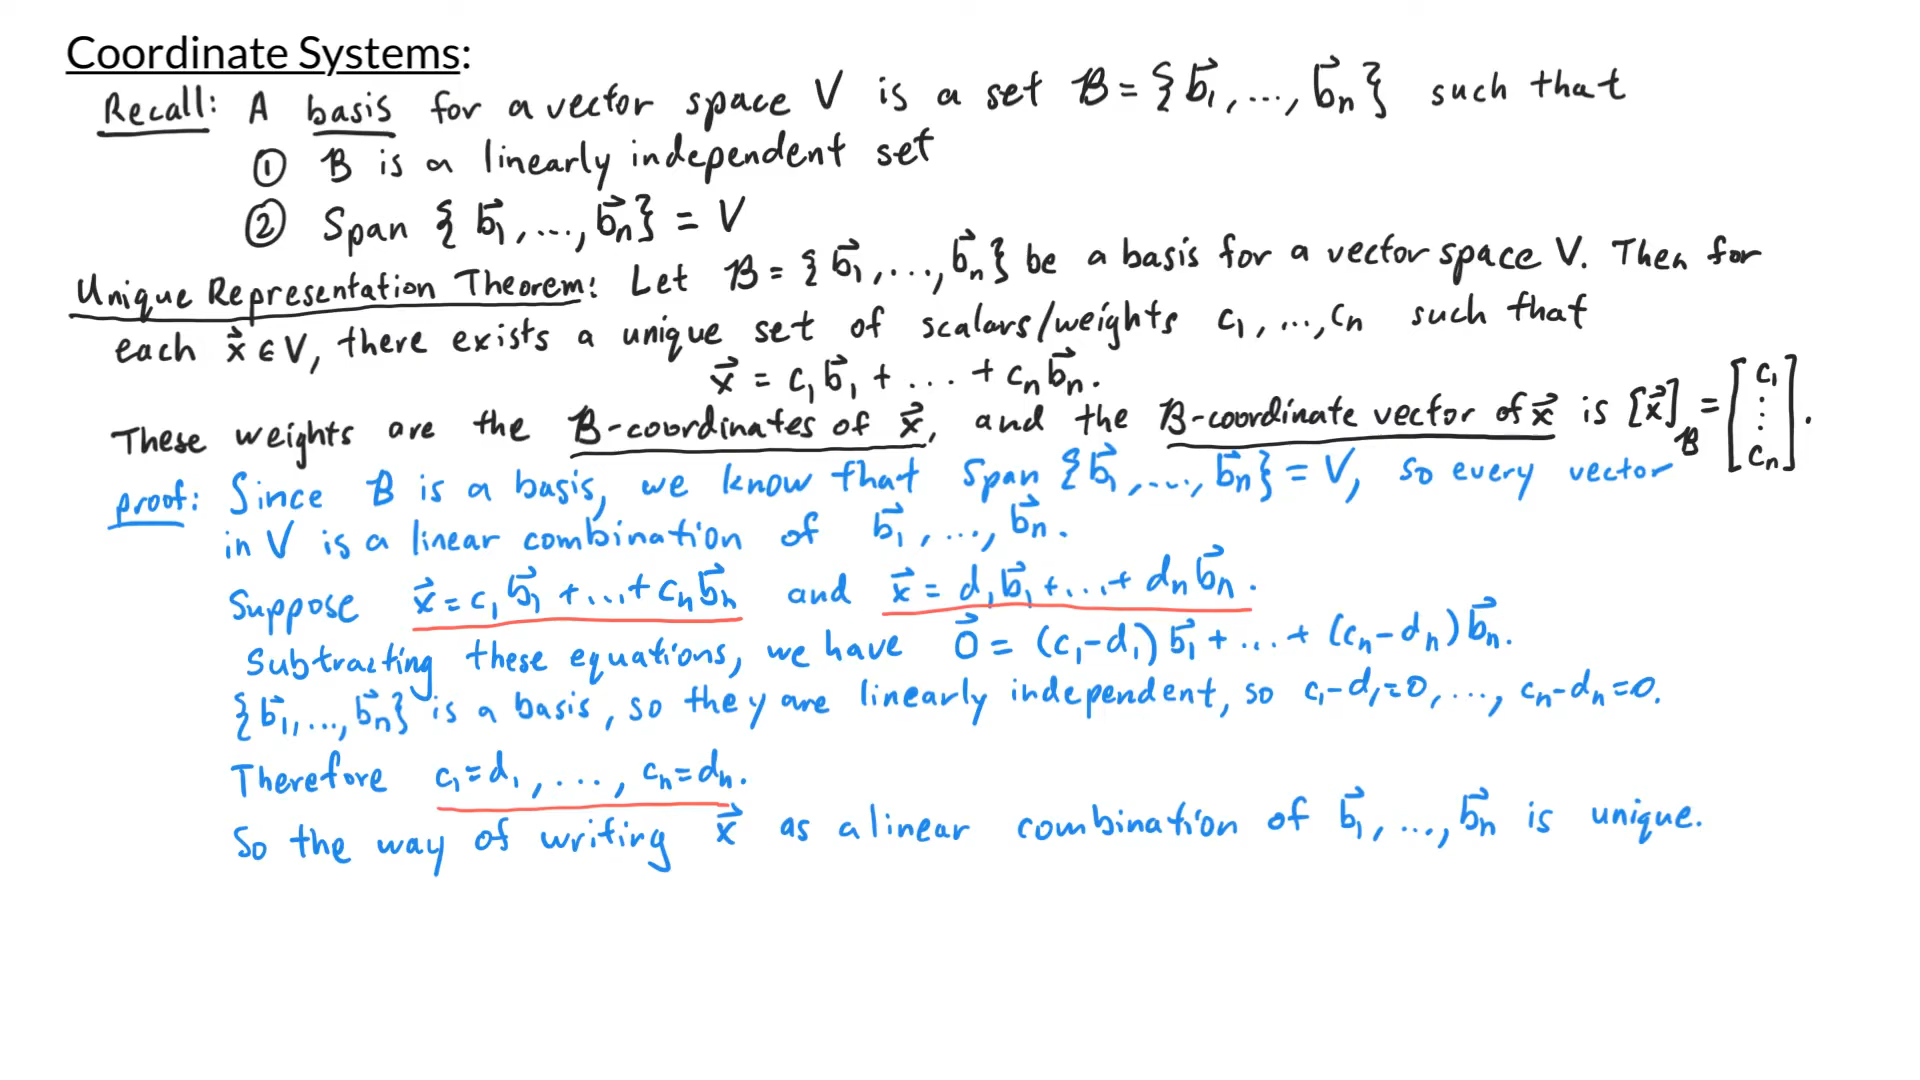 Coordinate Systems:
Recall: A basis for a vector space V is a set ℬ = {b⃗₁, ..., b⃗ₙ} such that
① ℬ is a linearly independent set
② Span {b⃗₁, ..., b⃗ₙ} = V
Unique Representation Theorem: Let ℬ = {b⃗₁, ..., b⃗ₙ} be a basis for a vector space V. Then for
each x⃗ ∈ V, there exists a unique set of scalars/weights c₁, ..., cₙ such that
x⃗ = c₁b⃗₁ + ... + cₙb⃗ₙ.
These weights are the ℬ-coordinates of x⃗, and the ℬ-coordinate vector of x⃗ is [x⃗]_ℬ = [c₁ ⋮ cₙ].
proof: Since ℬ is a basis, we know that Span {b⃗₁, ..., b⃗ₙ} = V, so every vector
in V is a linear combination of b⃗₁, ..., b⃗ₙ.
Suppose x⃗ = c₁b⃗₁ + ... + cₙb⃗ₙ and x⃗ = d₁b⃗₁ + ... + dₙb⃗ₙ.
Subtracting these equations, we have 0⃗ = (c₁-d₁)b⃗₁ + ... + (cₙ-dₙ)b⃗ₙ.
{b⃗₁, ..., b⃗ₙ} is a basis, so they are linearly independent, so c₁-d₁=0, ..., cₙ-dₙ=0.
Therefore c₁=d₁, ..., cₙ=dₙ.
So the way of writing x⃗ as a linear combination of b⃗₁, ..., b⃗ₙ is unique.